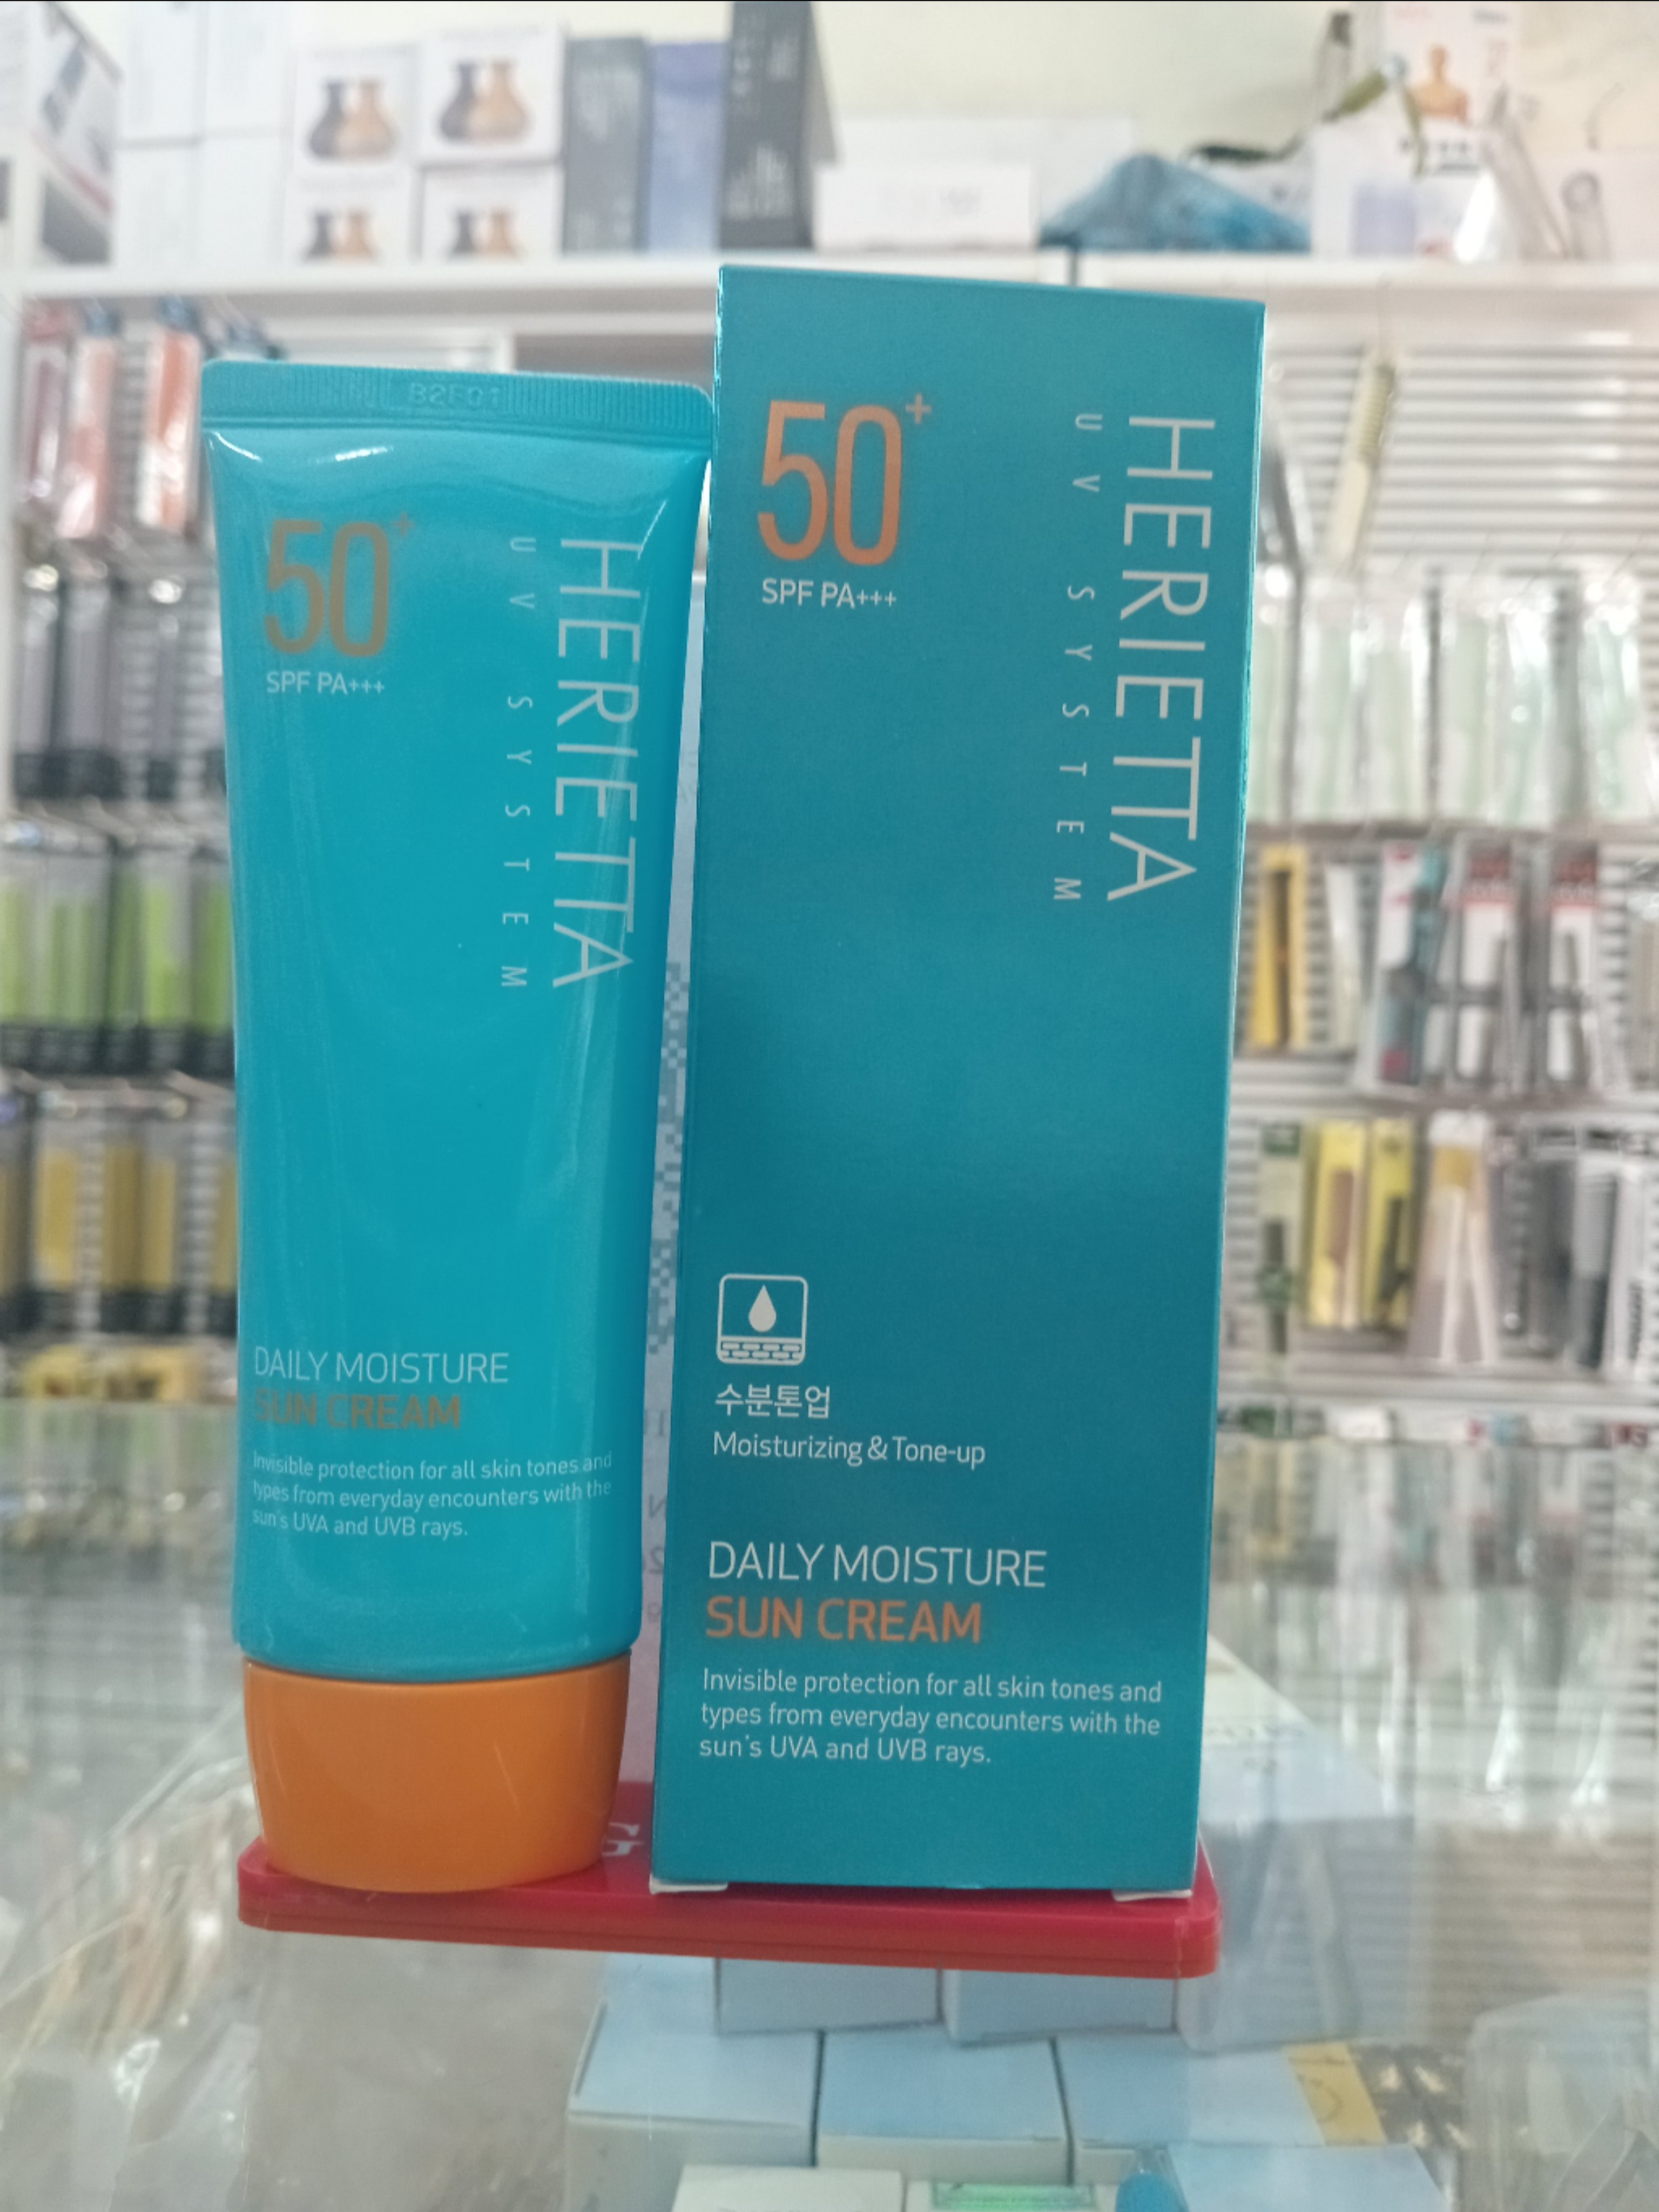 B2F01
50+
SPF PA+++
HERIETTA
UV SYSTEM
DAILY MOISTURE
SUN CREAM
Invisible protection for all skin tones and
types from everyday encounters with the
sun's UVA and UVB rays.
50+
SPF PA+++
HERIETTA
UV SYSTEM
수분톤업
Moisturizing & Tone-up
DAILY MOISTURE
SUN CREAM
Invisible protection for all skin tones and
types from everyday encounters with the
sun's UVA and UVB rays.
G